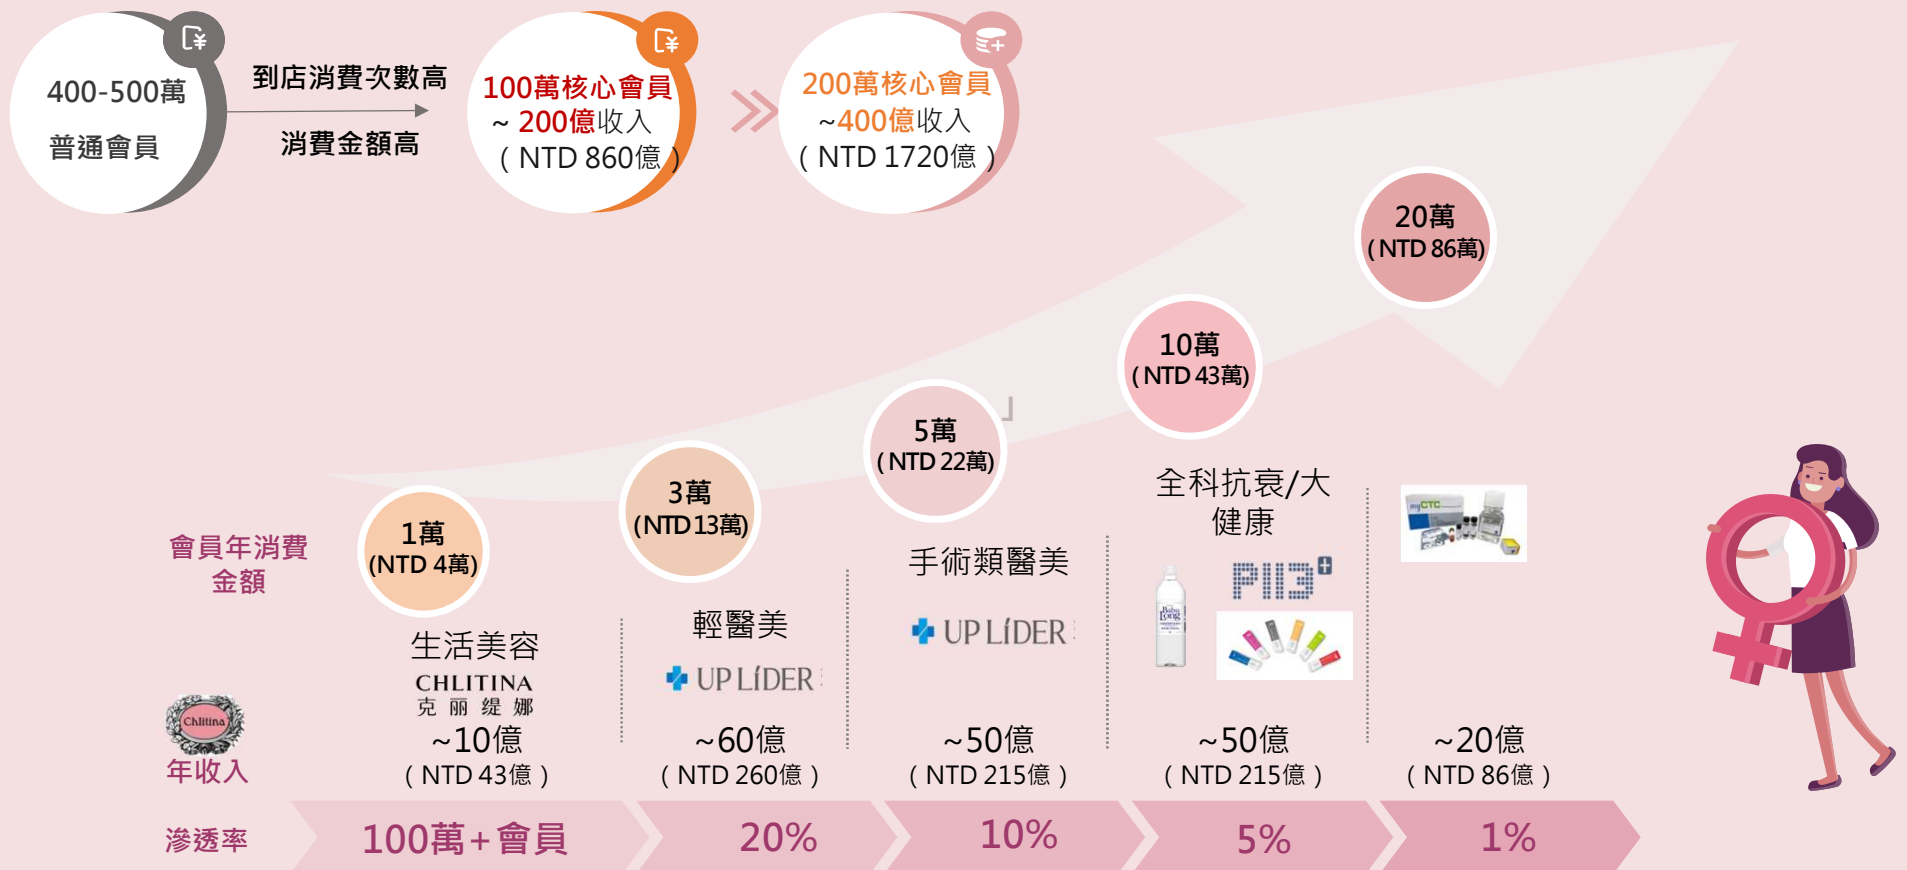 400-500萬
普通會員
到店消費次數高
消費金額高
100萬核心會員
~ 200億收入
( NTD 860億 )
200萬核心會員
~400億收入
( NTD 1720億 )
20萬
( NTD 86萬)
10萬
( NTD 43萬)
5萬
( NTD 22萬)
」
3萬
(NTD 13萬)
1萬
(NTD 4萬)
會員年消費
金額
生活美容
CHLITINA
克丽缇娜
輕醫美
UP LíDER
手術類醫美
UP LíDER
全科抗衰/大
健康
Baby
Long
P113+
myCTC
Chlitina
年收入
~10億
( NTD 43億 )
~60億
( NTD 260億 )
~50億
( NTD 215億 )
~50億
( NTD 215億 )
~20億
( NTD 86億 )
滲透率
100萬+會員
20%
10%
5%
1%